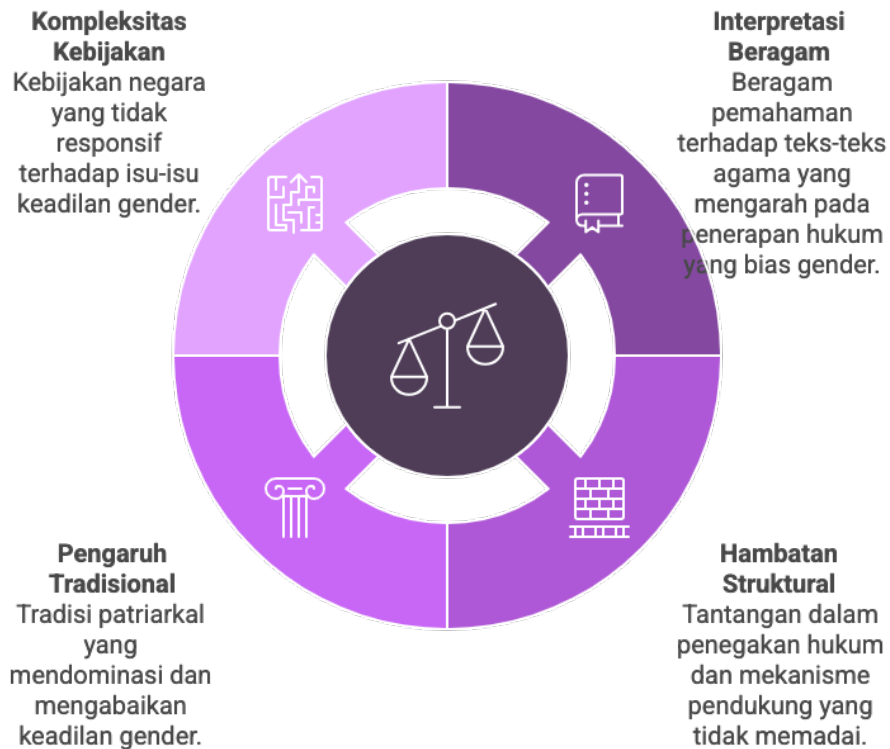 Kompleksitas
Kebijakan
Kebijakan negara
yang tidak
responsif
terhadap isu-isu
keadilan gender.
Interpretasi
Beragam
Beragam
pemahaman
terhadap teks-teks
agama yang
mengarah pada
penerapan hukum
yang bias gender.
Pengaruh
Tradisional
Tradisi patriarkal
yang
mendominasi dan
mengabaikan
keadilan gender.
Hambatan
Struktural
Tantangan dalam
penegakan hukum
dan mekanisme
pendukung yang
tidak memadai.